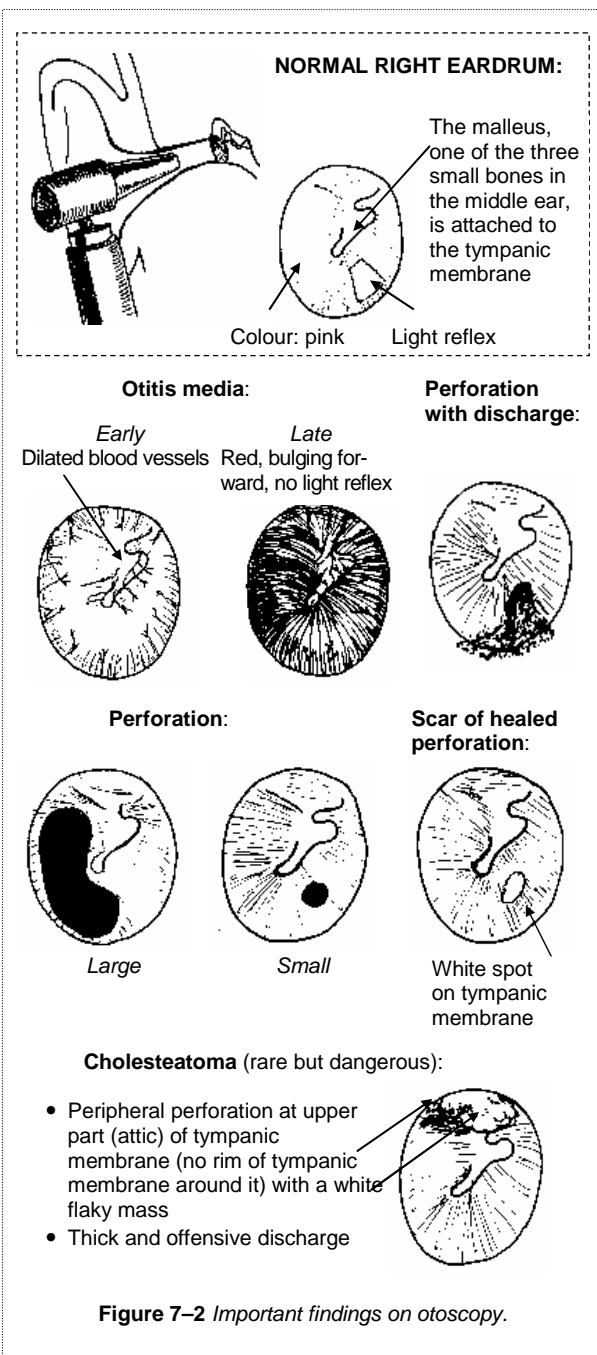 NORMAL RIGHT EARDRUM:
The malleus,
one of the three
small bones in
the middle ear,
is attached to
the tympanic
membrane
Colour: pink
Light reflex
Otitis media:
Early
Dilated blood vessels
Late
Red, bulging for-
ward, no light reflex
Perforation
with discharge:
Perforation:
Large
Small
Scar of healed
perforation:
White spot
on tympanic
membrane
Cholesteatoma (rare but dangerous):
• Peripheral perforation at upper
part (attic) of tympanic
membrane (no rim of tympanic
membrane around it) with a white
flaky mass
• Thick and offensive discharge
Figure 7–2 Important findings on otoscopy.